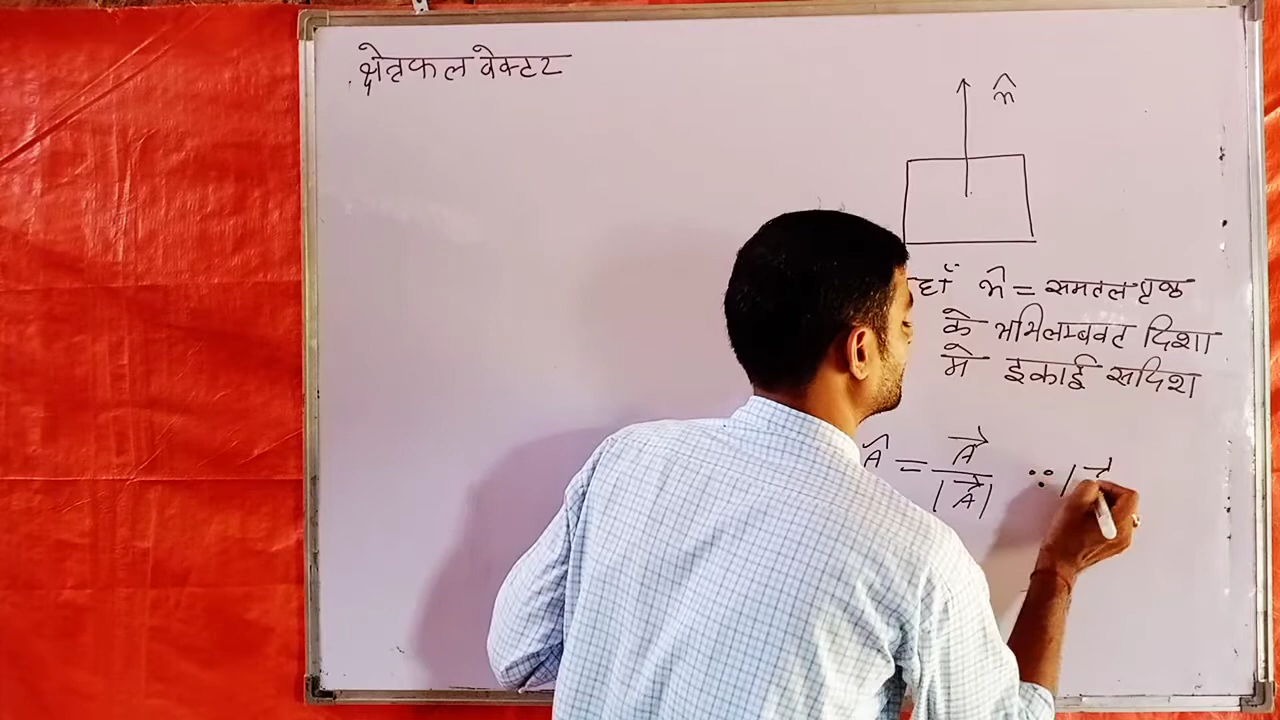 क्षेत्रफल वेक्टर
n̂
हाँ n̂ = समतल पृष्ठ
के अभिलम्बवत दिशा
मे इकाई सदिश
Â = A⃗ / |A⃗| ∵ |